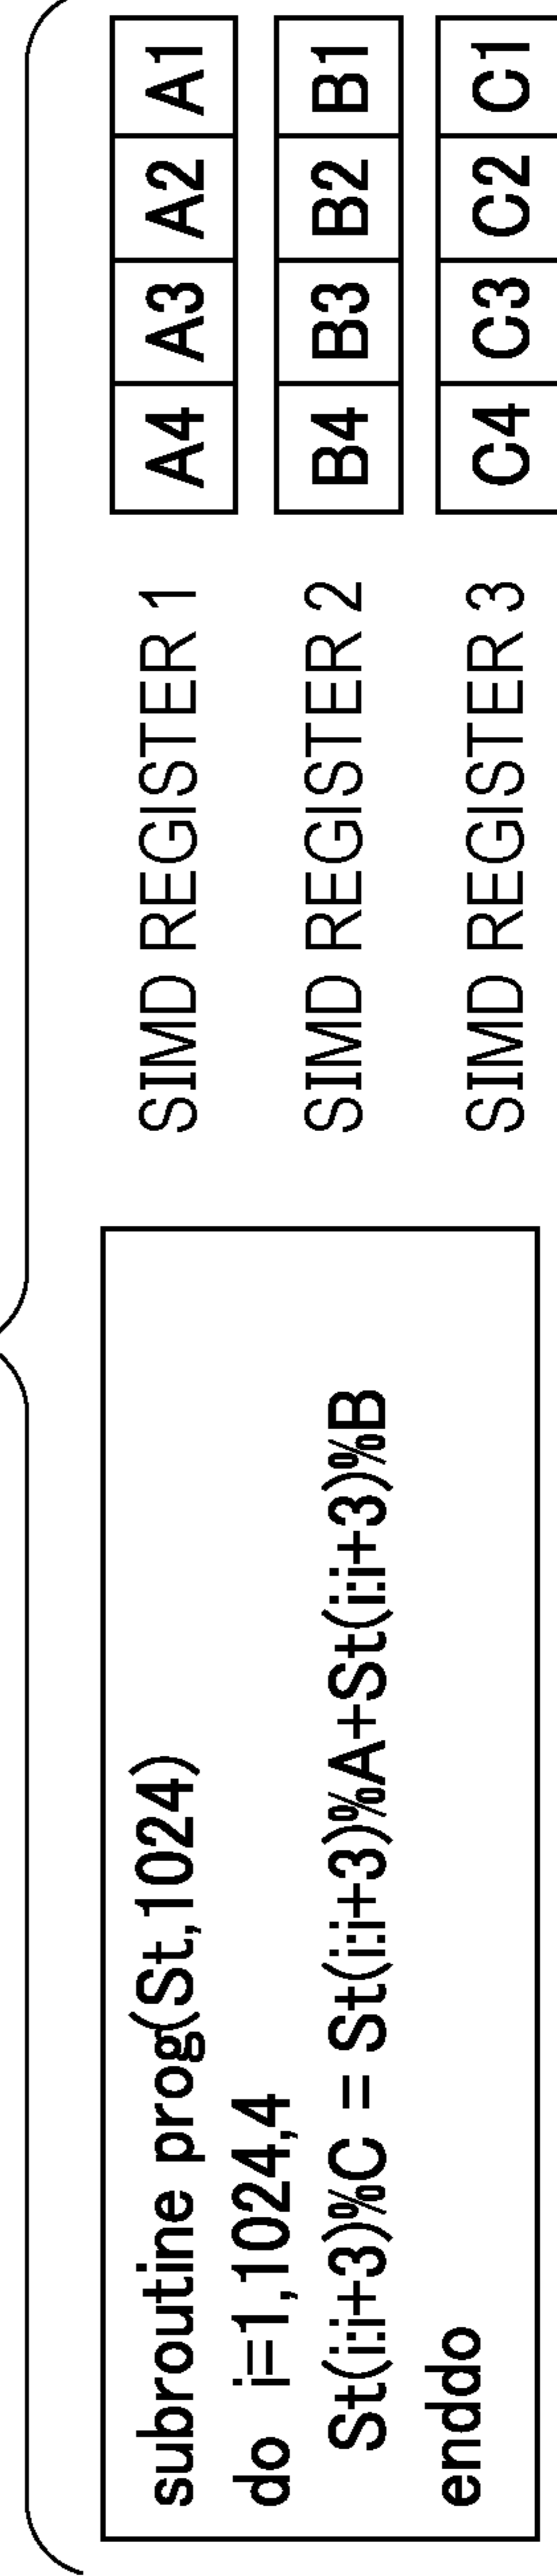 subroutine prog(St,1024)
do i=1,1024,4
St(i:i+3)%C = St(i:i+3)%A+St(i:i+3)%B
enddo
SIMD REGISTER 1 A4 A3 A2 A1
SIMD REGISTER 2 B4 B3 B2 B1
SIMD REGISTER 3 C4 C3 C2 C1